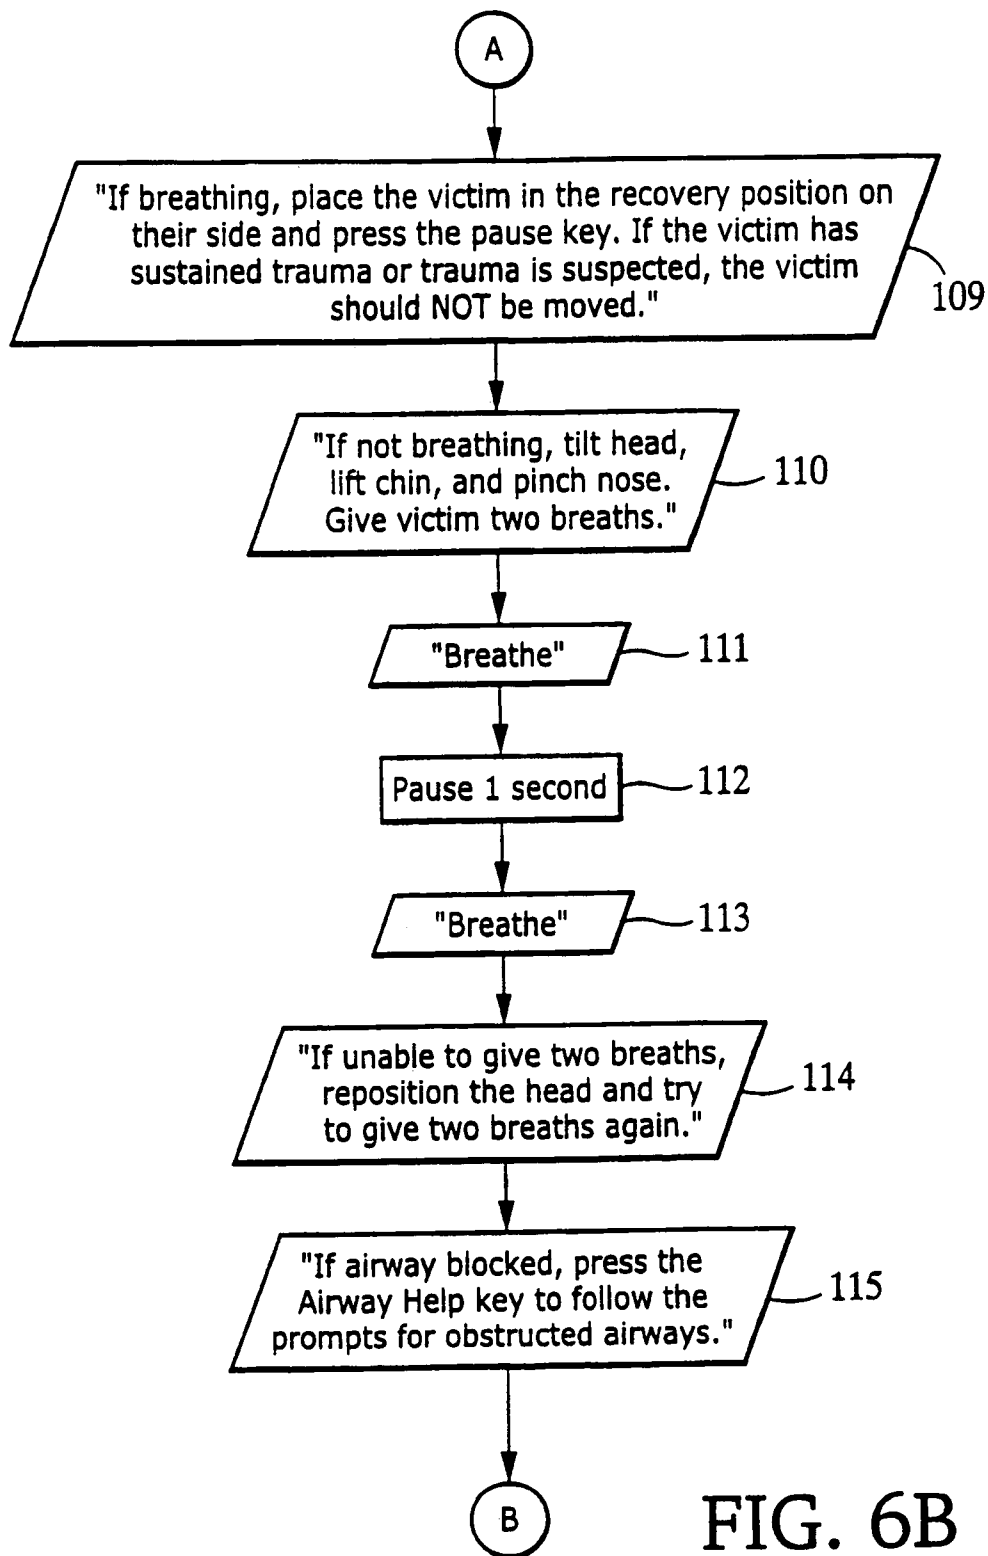 A
"If breathing, place the victim in the recovery position on
their side and press the pause key. If the victim has
sustained trauma or trauma is suspected, the victim
should NOT be moved."
109
"If not breathing, tilt head,
lift chin, and pinch nose.
Give victim two breaths."
110
"Breathe"
111
Pause 1 second
112
"Breathe"
113
"If unable to give two breaths,
reposition the head and try
to give two breaths again."
114
"If airway blocked, press the
Airway Help key to follow the
prompts for obstructed airways."
115
B
FIG. 6B